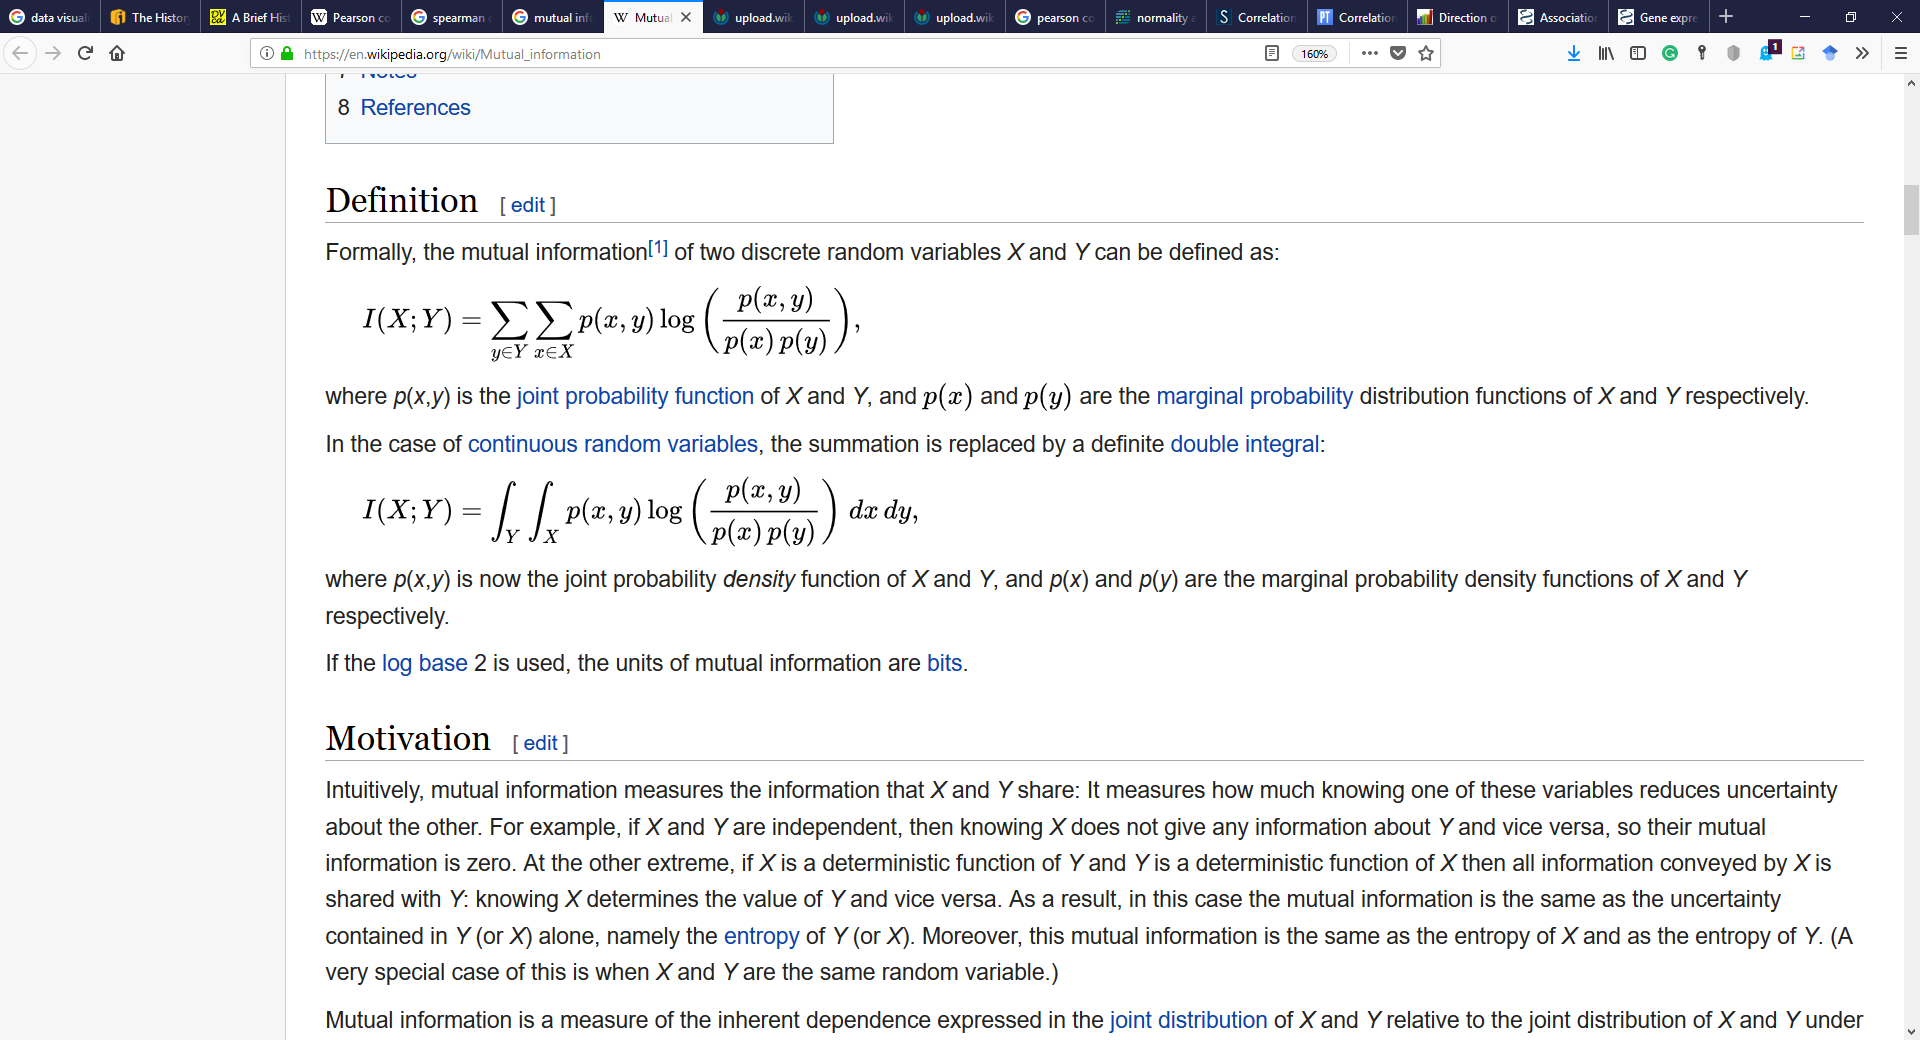 data visuali
The Histor
A Brief Hist
Pearson co
spearman
mutual inf
Mutual
upload.wik
upload.wik
upload.wik
pearson co
normality
Correlation
Correlation
Direction o
Association
Gene expre
https://en.wikipedia.org/wiki/Mutual_information
160%
1
7 Notes
8 References
Definition [ edit ]
Formally, the mutual information[1] of two discrete random variables X and Y can be defined as:
I(X; Y) = ∑_{y∈Y} ∑_{x∈X} p(x, y) log ( p(x, y) / p(x) p(y) ),
where p(x,y) is the joint probability function of X and Y, and p(x) and p(y) are the marginal probability distribution functions of X and Y respectively.
In the case of continuous random variables, the summation is replaced by a definite double integral:
I(X; Y) = ∫_Y ∫_X p(x, y) log ( p(x, y) / p(x) p(y) ) dx dy,
where p(x,y) is now the joint probability density function of X and Y, and p(x) and p(y) are the marginal probability density functions of X and Y
respectively.
If the log base 2 is used, the units of mutual information are bits.
Motivation [ edit ]
Intuitively, mutual information measures the information that X and Y share: It measures how much knowing one of these variables reduces uncertainty
about the other. For example, if X and Y are independent, then knowing X does not give any information about Y and vice versa, so their mutual
information is zero. At the other extreme, if X is a deterministic function of Y and Y is a deterministic function of X then all information conveyed by X is
shared with Y: knowing X determines the value of Y and vice versa. As a result, in this case the mutual information is the same as the uncertainty
contained in Y (or X) alone, namely the entropy of Y (or X). Moreover, this mutual information is the same as the entropy of X and as the entropy of Y. (A
very special case of this is when X and Y are the same random variable.)
Mutual information is a measure of the inherent dependence expressed in the joint distribution of X and Y relative to the joint distribution of X and Y under